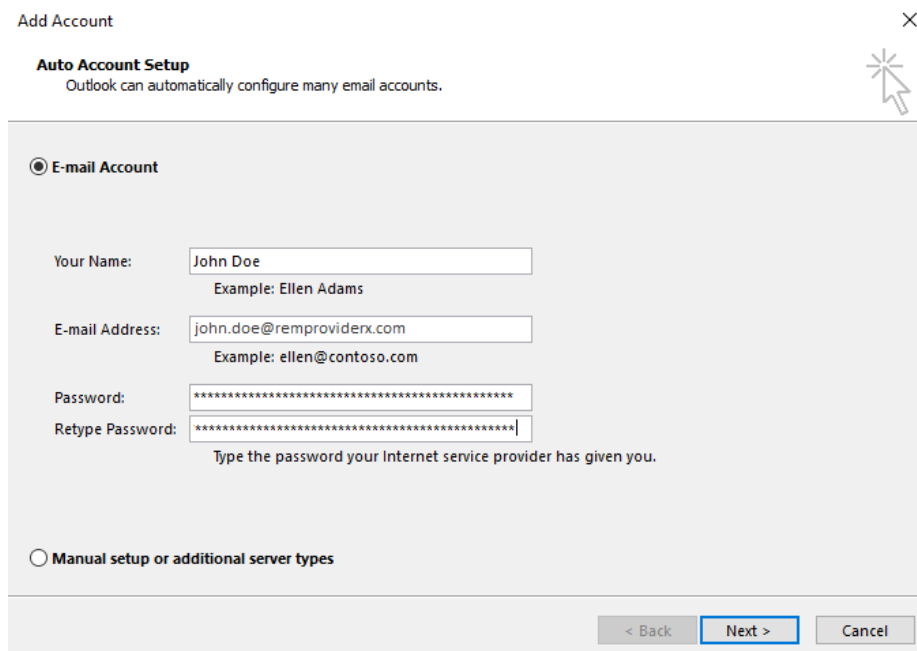 Add Account
Auto Account Setup
Outlook can automatically configure many email accounts.
E-mail Account
Your Name: John Doe
Example: Ellen Adams
E-mail Address: john.doe@remproviderx.com
Example: ellen@contoso.com
Password: ***********************************************
Retype Password: ***********************************************
Type the password your Internet service provider has given you.
Manual setup or additional server types
< Back Next > Cancel